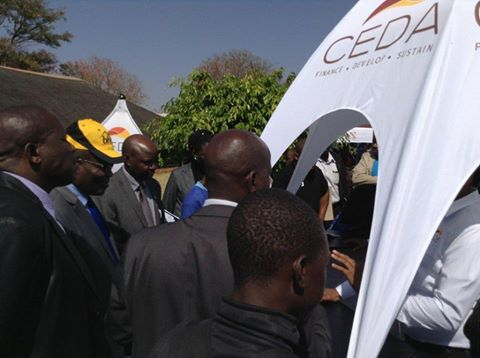 CEDA
FINANCE • DEVELOP • SUSTAIN